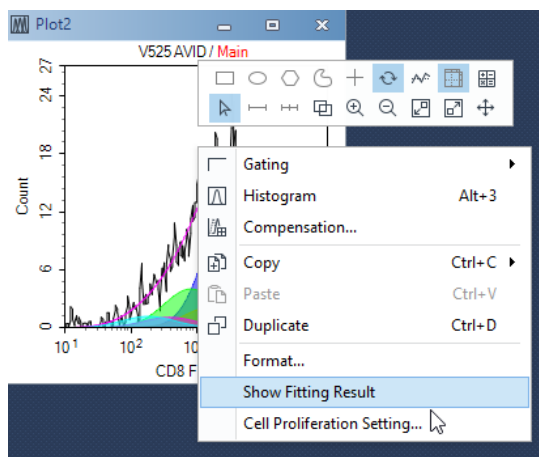 Plot2
V525 AVID / Main
27
24
18
12
6
0
Count
10¹ 10² 10
CD8 F
Gating
Histogram Alt+3
Compensation...
Copy Ctrl+C
Paste Ctrl+V
Duplicate Ctrl+D
Format...
Show Fitting Result
Cell Proliferation Setting...